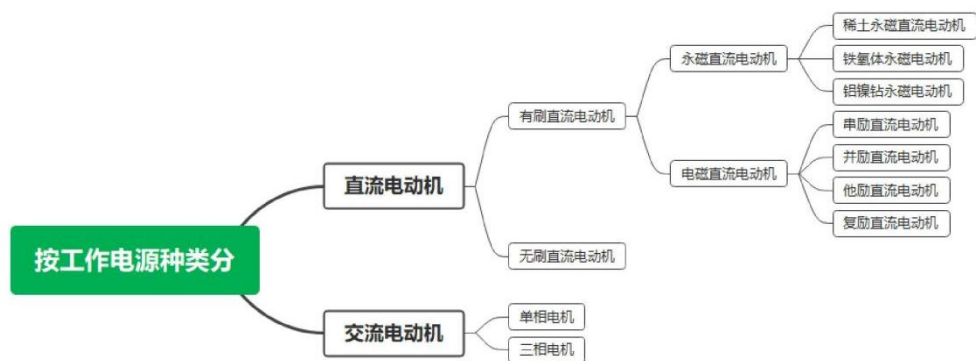 按工作电源种类分
直流电动机
有刷直流电动机
永磁直流电动机
稀土永磁直流电动机
铁氧体永磁电动机
铝镍钴永磁电动机
电磁直流电动机
串励直流电动机
并励直流电动机
他励直流电动机
复励直流电动机
无刷直流电动机
交流电动机
单相电机
三相电机